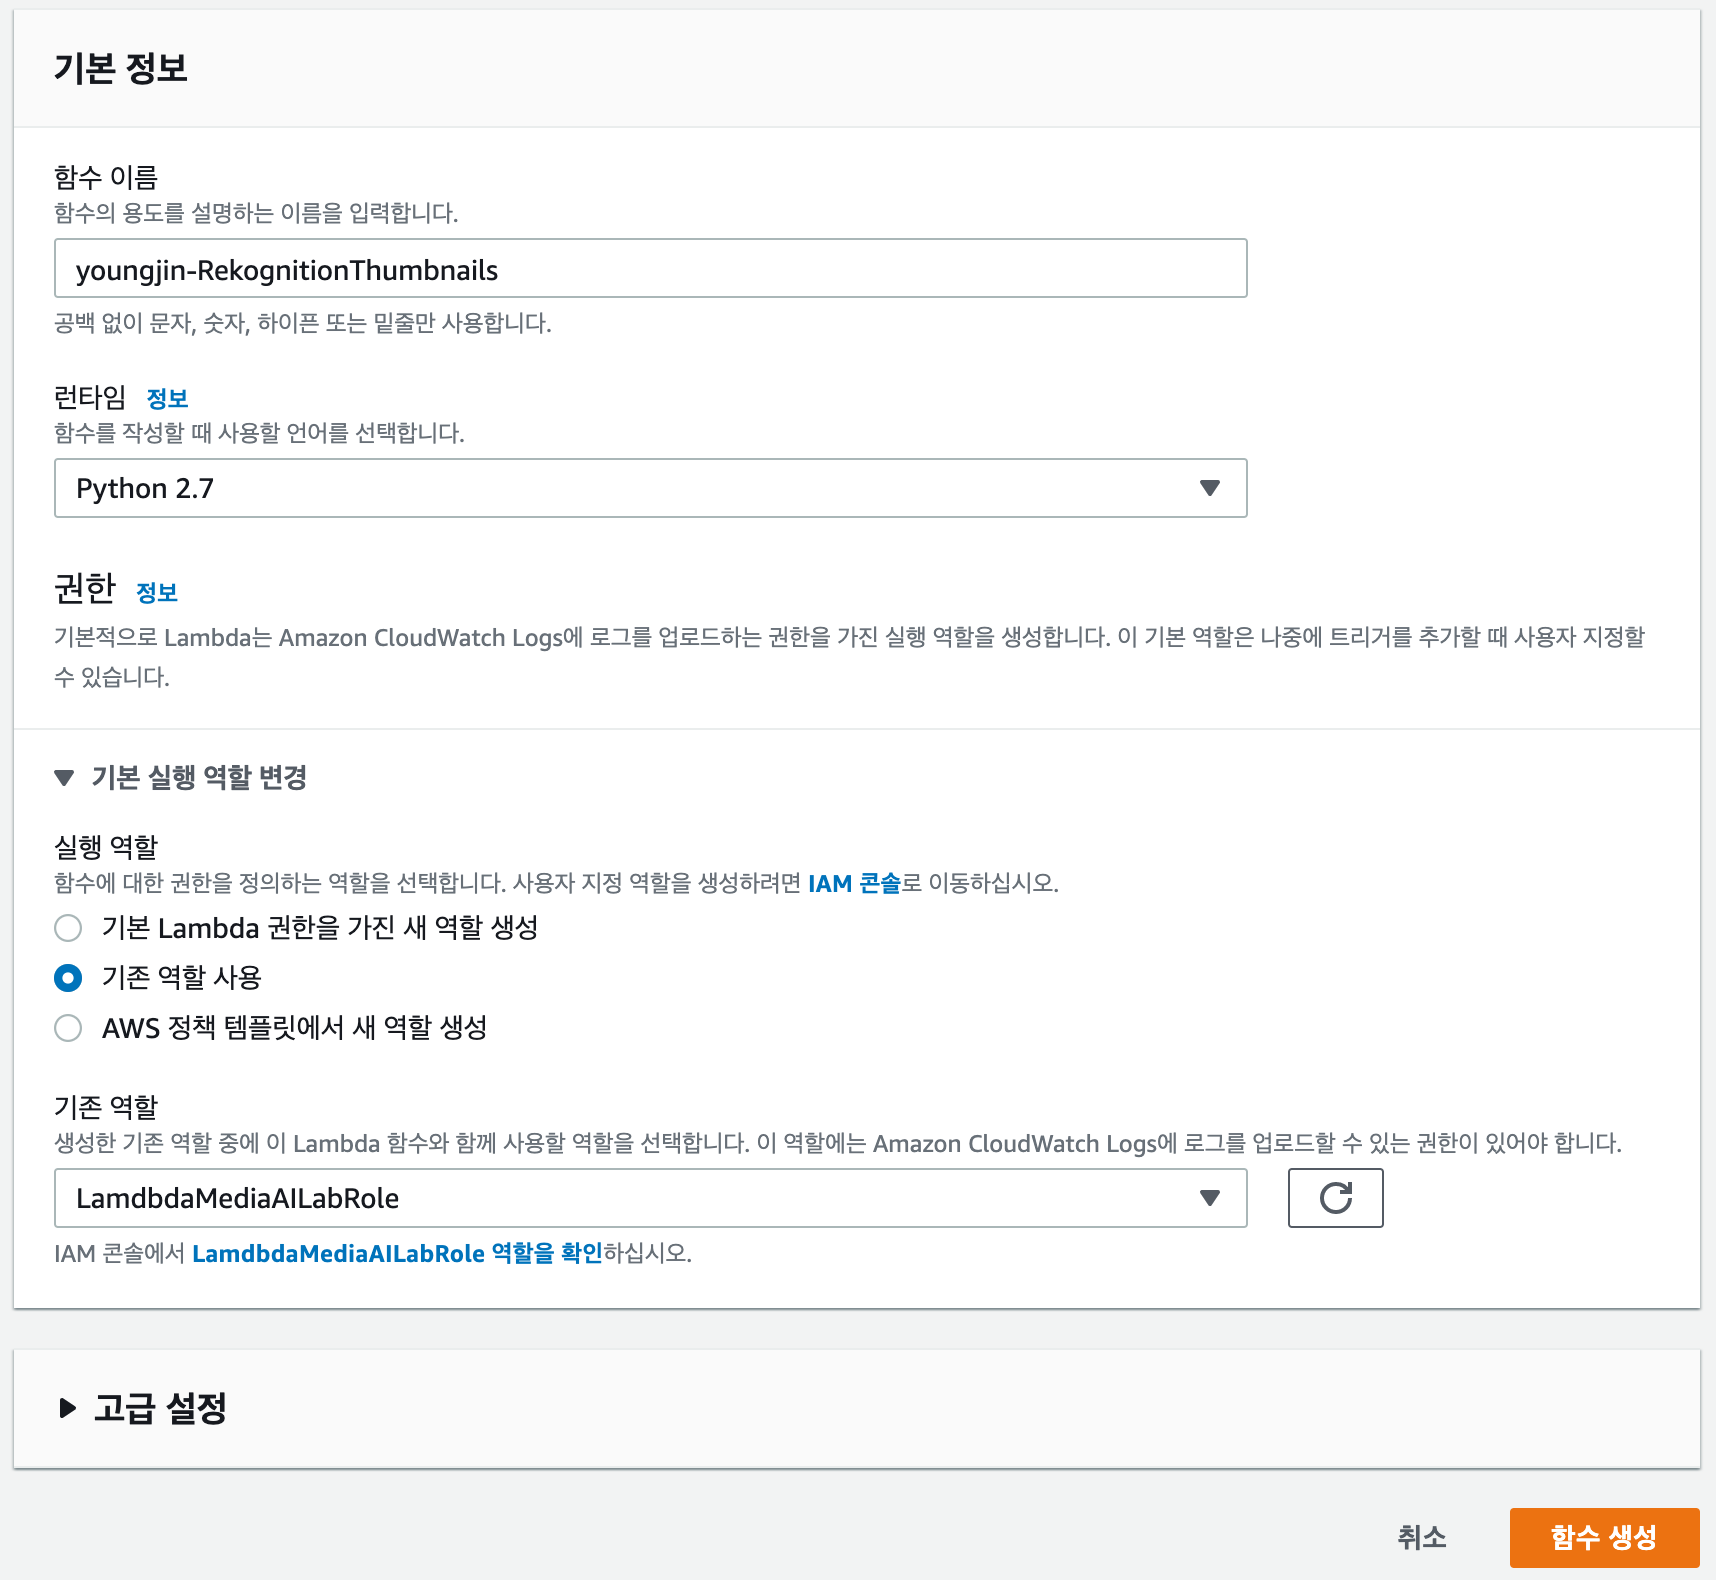 기본 정보
함수 이름
함수의 용도를 설명하는 이름을 입력합니다.
youngjin-RekognitionThumbnails
공백 없이 문자, 숫자, 하이픈 또는 밑줄만 사용합니다.
런타임 정보
함수를 작성할 때 사용할 언어를 선택합니다.
Python 2.7
권한 정보
기본적으로 Lambda는 Amazon CloudWatch Logs에 로그를 업로드하는 권한을 가진 실행 역할을 생성합니다. 이 기본 역할은 나중에 트리거를 추가할 때 사용자 지정할
수 있습니다.
기본 실행 역할 변경
실행 역할
함수에 대한 권한을 정의하는 역할을 선택합니다. 사용자 지정 역할을 생성하려면 IAM 콘솔로 이동하십시오.
기본 Lambda 권한을 가진 새 역할 생성
기존 역할 사용
AWS 정책 템플릿에서 새 역할 생성
기존 역할
생성한 기존 역할 중에 이 Lambda 함수와 함께 사용할 역할을 선택합니다. 이 역할에는 Amazon CloudWatch Logs에 로그를 업로드할 수 있는 권한이 있어야 합니다.
LamdbdaMediaAILabRole
IAM 콘솔에서 LamdbdaMediaAILabRole 역할을 확인하십시오.
고급 설정
취소
함수 생성